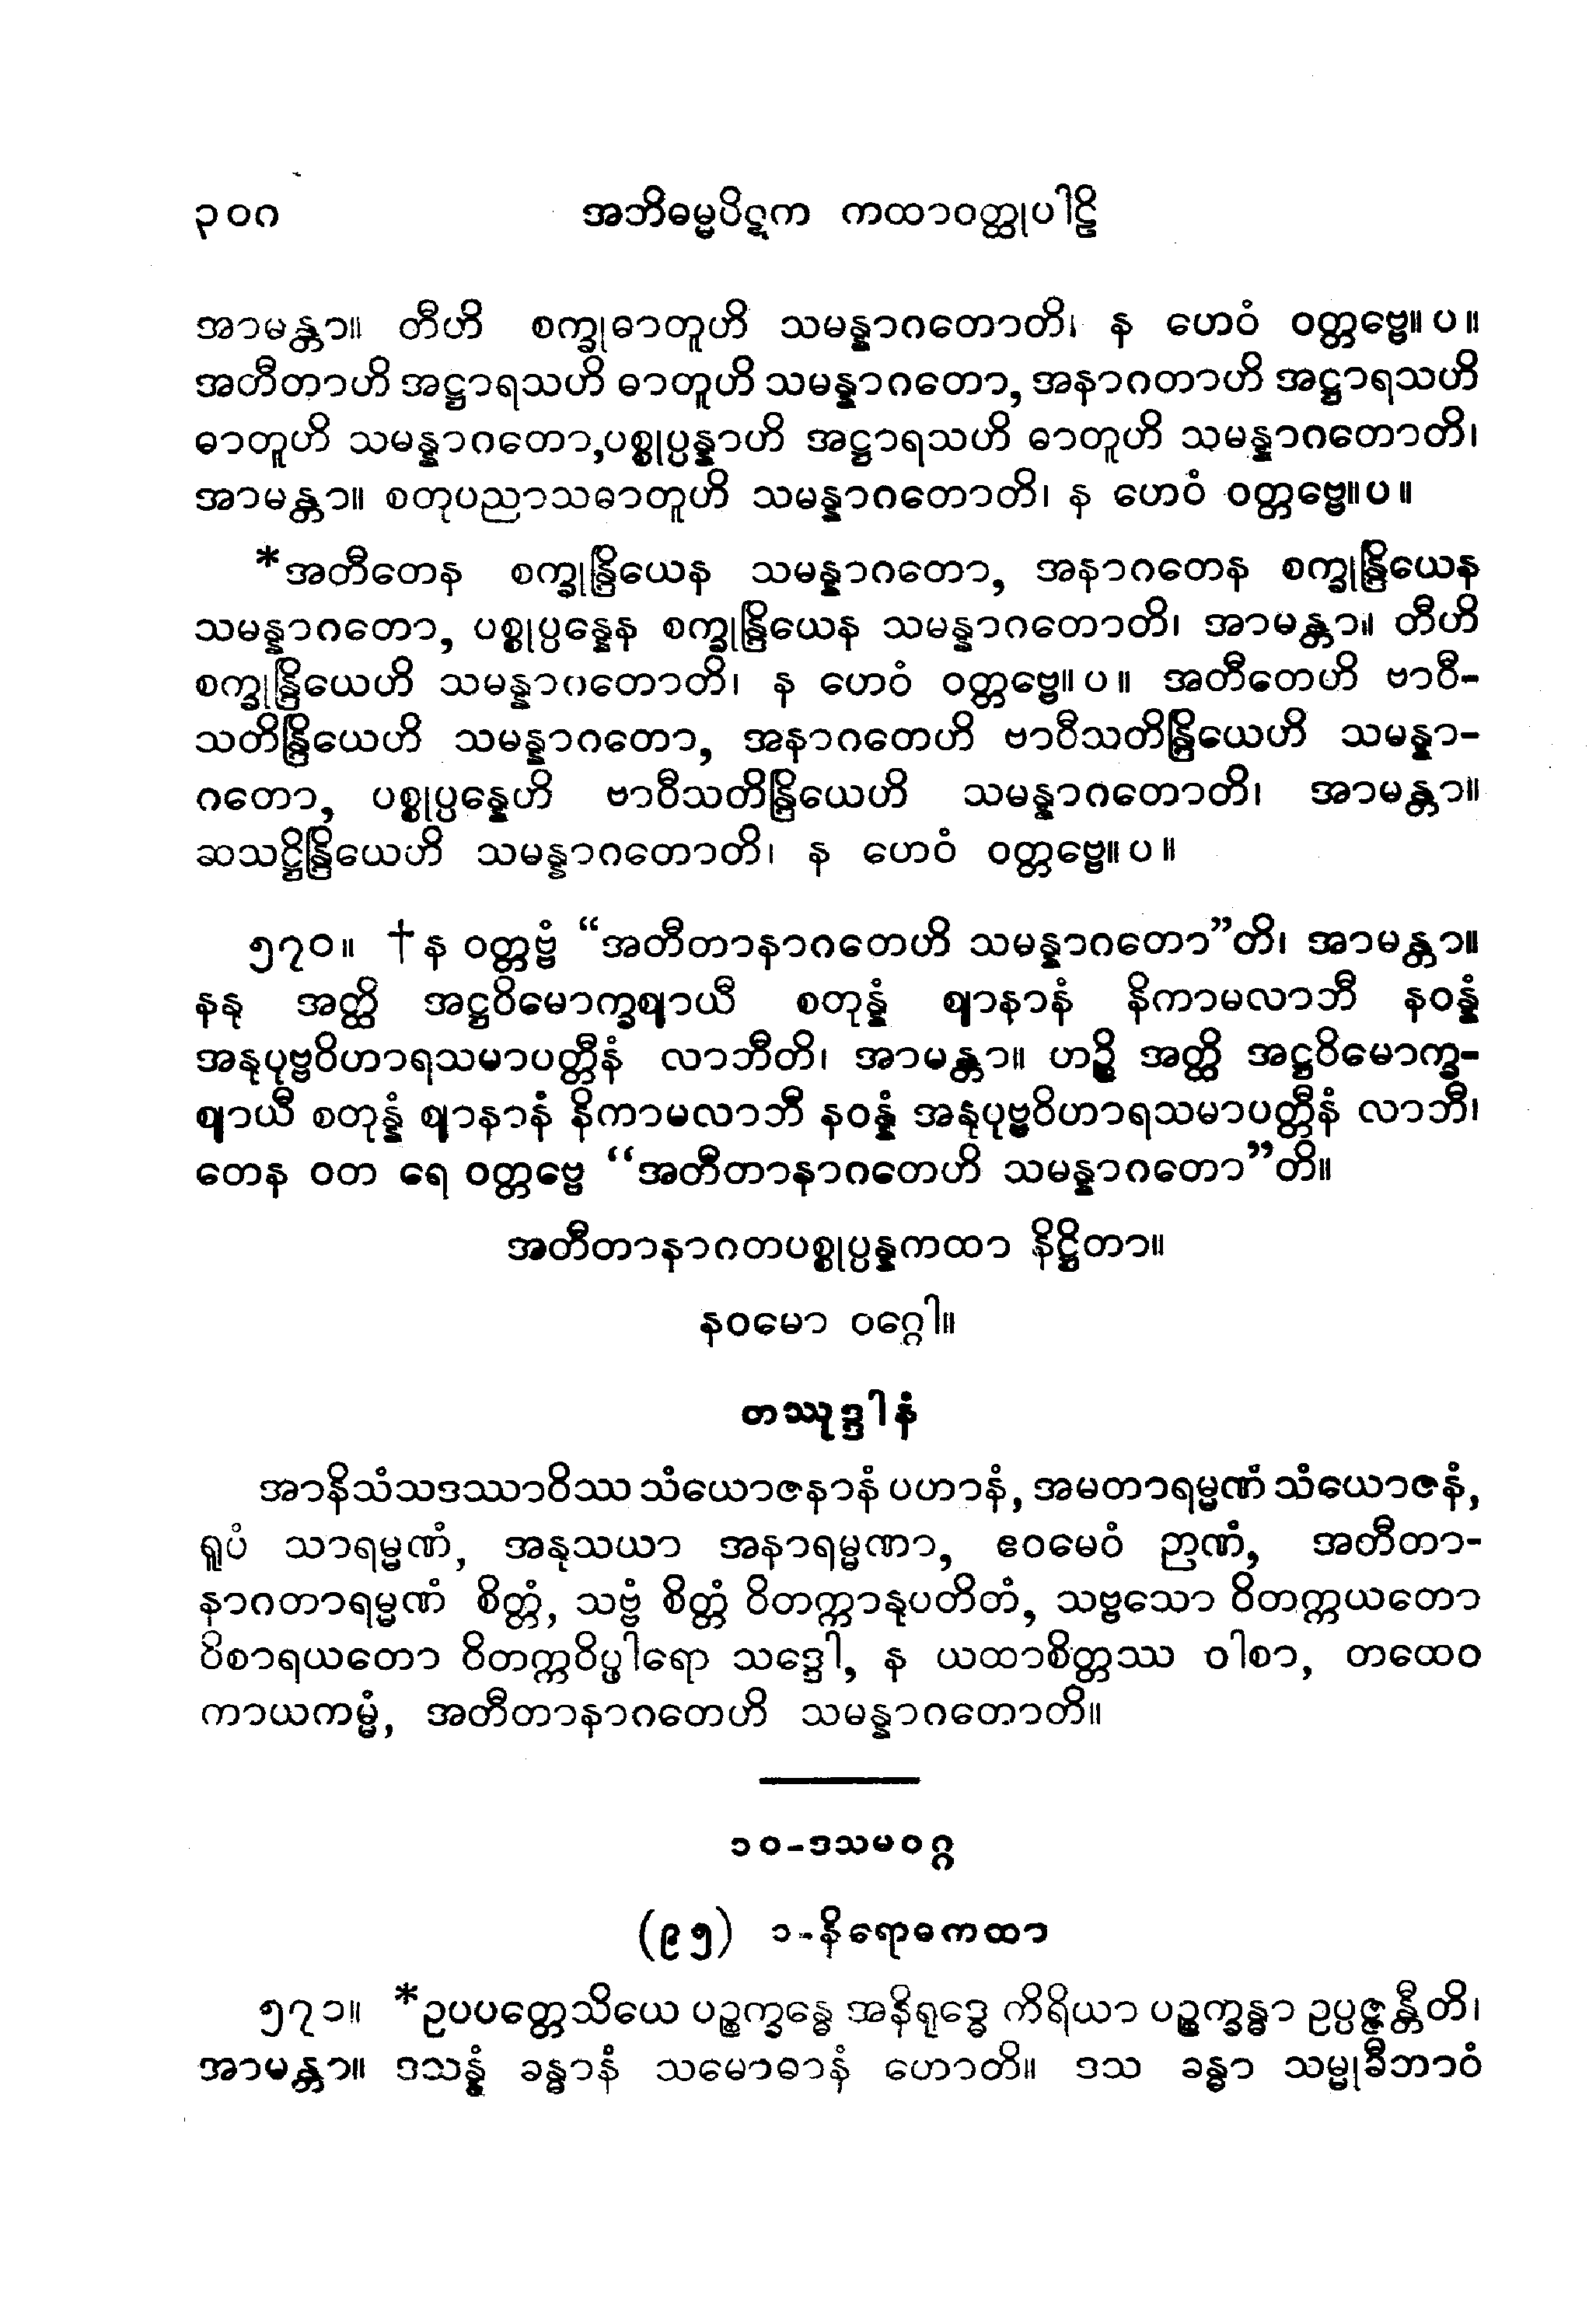 ၃၀၈ အဘိဓမ္မပိဋက ကထာဝတ္ထုပါဠိ
အာမန္တာ။ တီဟိ စက္ခုဓာတူဟိ သမန္နာဂတောတိ၊ န ဟေဝံ ဝတ္တဗ္ဗေ။ ပ။
အတီတာဟိ အဋ္ဌာရသဟိ ဓာတူဟိ သမန္နာဂတော, အနာဂတာဟိ အဋ္ဌာရသဟိ
ဓာတူဟိ သမန္နာဂတော,ပစ္စုပ္ပန္နာဟိ အဋ္ဌာရသဟိ ဓာတူဟိ သမန္နာဂတောတိ၊
အာမန္တာ။ စတုပညာသဓာတူဟိ သမန္နာဂတောတိ၊ န ဟေဝံ ဝတ္တဗ္ဗေ။ပ။
*အတီတေန စက္ခုန္ဒြိယေန သမန္နာဂတော, အနာဂတေန စက္ခုန္ဒြိယေန
သမန္နာဂတော, ပစ္စုပ္ပန္နေန စက္ခုန္ဒြိယေန သမန္နာဂတောတိ၊ အာမန္တာ။ တီဟိ
စက္ခုန္ဒြိယေဟိ သမန္နာဂတောတိ၊ န ဟေဝံ ဝတ္တဗ္ဗေ။ ပ။ အတီတေဟိ ဗာဝီ-
သတိန္ဒြိယေဟိ သမန္နာဂတော, အနာဂတေဟိ ဗာဝီသတိန္ဒြိယေဟိ သမန္နာ-
ဂတော, ပစ္စုပ္ပန္နေဟိ ဗာဝီသတိန္ဒြိယေဟိ သမန္နာဂတောတိ၊ အာမန္တာ။
ဆသဋ္ဌိန္ဒြိယေဟိ သမန္နာဂတောတိ၊ န ဟေဝံ ဝတ္တဗ္ဗေ။ ပ။
၅၇၀။ †န ဝတ္တဗ္ဗံ “အတီတာနာဂတေဟိ သမန္နာဂတော”တိ၊ အာမန္တာ။
နနု အတ္ထိ အဋ္ဌဝိမောက္ခဈာယီ စတုန္နံ ဈာနာနံ နိကာမလာဘီ နဝန္နံ
အနုပုဗ္ဗဝိဟာရသမာပတ္တီနံ လာဘီတိ၊ အာမန္တာ။ ဟဉ္စိ အတ္ထိ အဋ္ဌဝိမောက္ခ-
ဈာယီ စတုန္နံ ဈာနာနံ နိကာမလာဘီ နဝန္နံ အနုပုဗ္ဗဝိဟာရသမာပတ္တီနံ လာဘီ၊
တေန ဝတ ရေ ဝတ္တဗ္ဗေ “အတီတာနာဂတေဟိ သမန္နာဂတော”တိ။
အတီတာနာဂတပစ္စုပ္ပန္နကထာ နိဋ္ဌိတာ။
နဝမော ဝဂ္ဂေါ။
တဿုဒ္ဒါနံ
အာနိသံသဒဿာဝိဿ သံယောဇနာနံ ပဟာနံ, အမတာရမ္မဏံ သံယောဇနံ,
ရူပံ သာရမ္မဏံ, အနုသယာ အနာရမ္မဏာ, ဧဝမေဝံ ဉာဏံ, အတီတာ-
နာဂတာရမ္မဏံ စိတ္တံ, သဗ္ဗံ စိတ္တံ ဝိတက္ကာနုပတိတံ, သဗ္ဗသော ဝိတက္ကယတော
ဝိစာရယတော ဝိတက္ကဝိပ္ဖါရော သဒ္ဒေါ, န ယထာစိတ္တဿ ဝါစာ, တထေဝ
ကာယကမ္မံ, အတီတာနာဂတေဟိ သမန္နာဂတောတိ။
၁၀-ဒသမဝဂ္ဂ
(၉၅) ၁-နိရောဓကထာ
၅၇၁။ *ဥပပတ္တေသိယေ ပဉ္စက္ခန္ဓေ အနိရုဒ္ဓေ ကိရိယာ ပဉ္စက္ခန္ဓာ ဥပ္ပဇ္ဇန္တီတိ၊
အာမန္တာ။ ဒသန္နံ ခန္ဓာနံ သမောဓာနံ ဟောတိ။ ဒသ ခန္ဓာ သမ္မုခီဘာဝံ